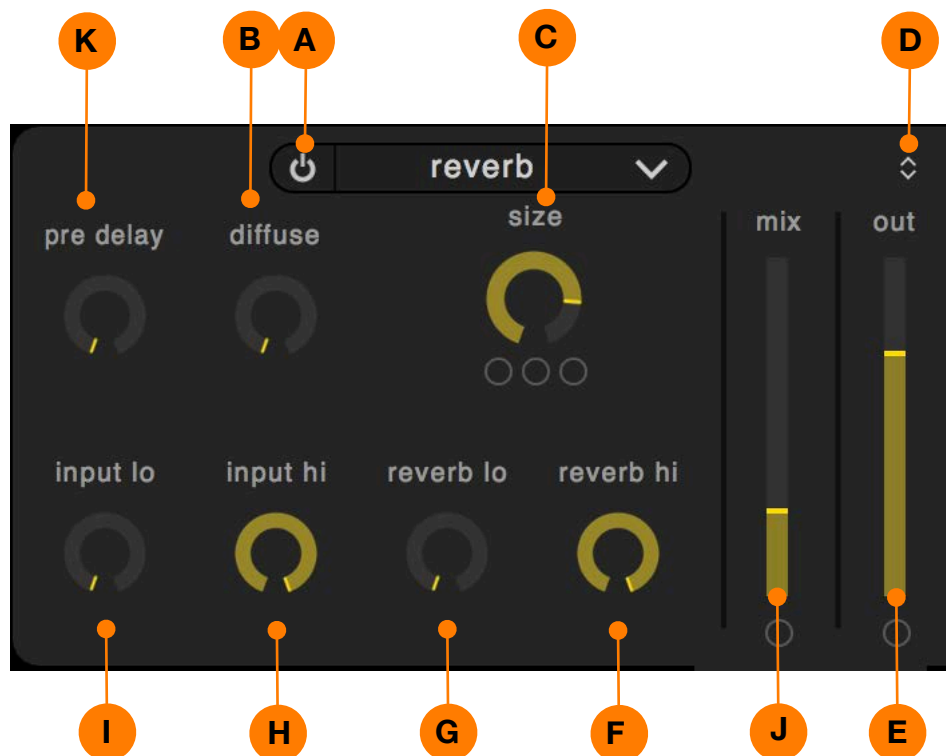 K B A C D
reverb
pre delay diffuse size mix out
input lo input hi reverb lo reverb hi
I H G F J E